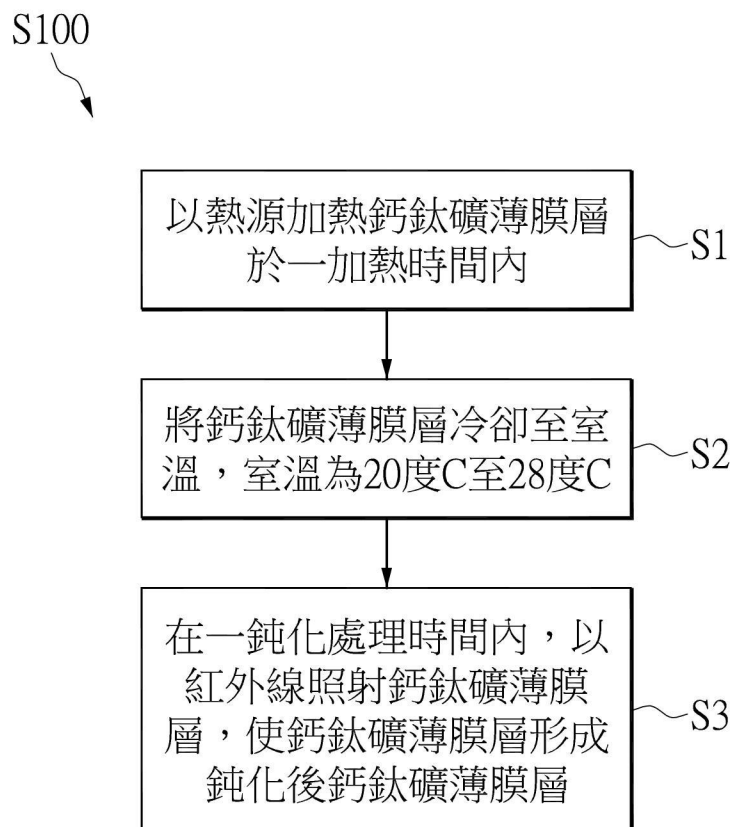 S100
以熱源加熱鈣鈦礦薄膜層
於一加熱時間內
S1
將鈣鈦礦薄膜層冷卻至室
溫，室溫為20度C至28度C
S2
在一鈍化處理時間內，以
紅外線照射鈣鈦礦薄膜
層，使鈣鈦礦薄膜層形成
鈍化後鈣鈦礦薄膜層
S3